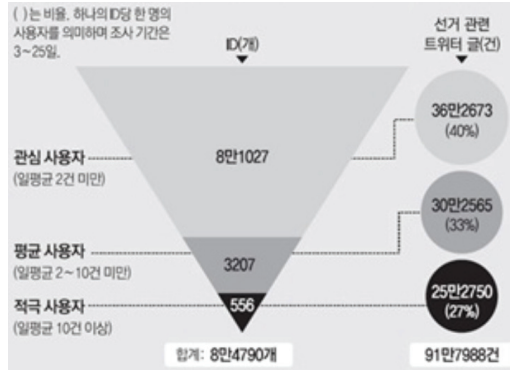 ( )는 비율. 하나의 ID당 한 명의
사용자를 의미하며 조사 기간은
3~25일.
ID(개)
선거 관련
트위터 글(건)
36만2673
(40%)
관심 사용자
(일평균 2건 미만)
8만1027
30만2565
(33%)
평균 사용자
(일평균 2~10건 미만)
3207
25만2750
(27%)
적극 사용자
(일평균 10건 이상)
556
합계: 8만4790개
91만7988건